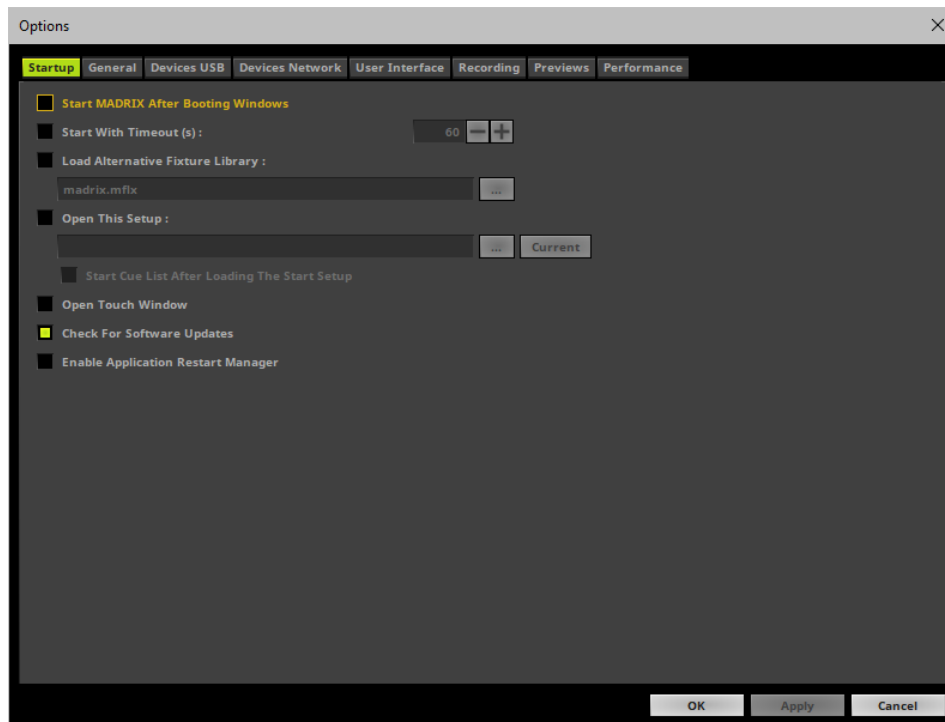 Options
Startup General Devices USB Devices Network User Interface Recording Previews Performance
Start MADRIX After Booting Windows
Start With Timeout (s) : 60
Load Alternative Fixture Library :
madrix.mflx ...
Open This Setup :
... Current
Start Cue List After Loading The Start Setup
Open Touch Window
Check For Software Updates
Enable Application Restart Manager
OK Apply Cancel